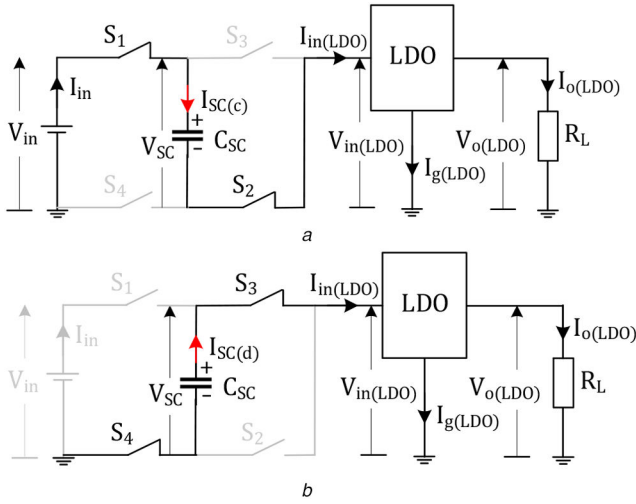 S1 S3 Iin(LDO) LDO
Iin ISC(c) Io(LDO)
+
Vin VSC CSC Vin(LDO) Vo(LDO) RL
-
S4 S2 Ig(LDO)
a
S1 S3 Iin(LDO) LDO
Iin ISC(d) Io(LDO)
+
Vin VSC CSC Vin(LDO) Vo(LDO) RL
-
S4 S2 Ig(LDO)
b